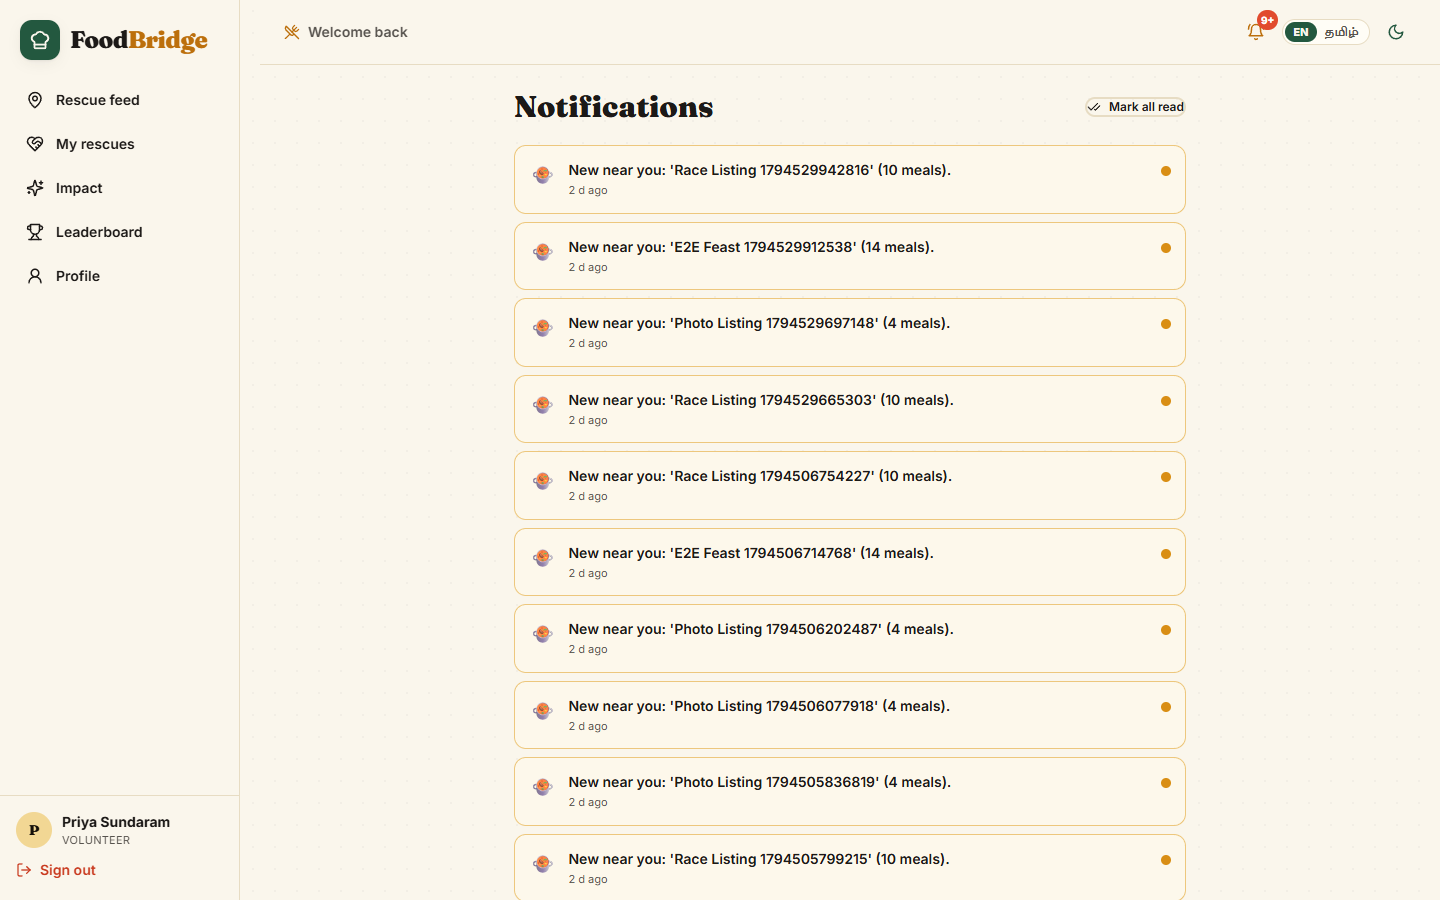 FoodBridge
Rescue feed
My rescues
Impact
Leaderboard
Profile
P
Priya Sundaram
VOLUNTEER
Sign out
Welcome back
9+
EN
தமிழ்
Notifications
Mark all read
New near you: 'Race Listing 1794529942816' (10 meals).
2 d ago
New near you: 'E2E Feast 1794529912538' (14 meals).
2 d ago
New near you: 'Photo Listing 1794529697148' (4 meals).
2 d ago
New near you: 'Race Listing 1794529665303' (10 meals).
2 d ago
New near you: 'Race Listing 1794506754227' (10 meals).
2 d ago
New near you: 'E2E Feast 1794506714768' (14 meals).
2 d ago
New near you: 'Photo Listing 1794506202487' (4 meals).
2 d ago
New near you: 'Photo Listing 1794506077918' (4 meals).
2 d ago
New near you: 'Photo Listing 1794505836819' (4 meals).
2 d ago
New near you: 'Race Listing 1794505799215' (10 meals).
2 d ago